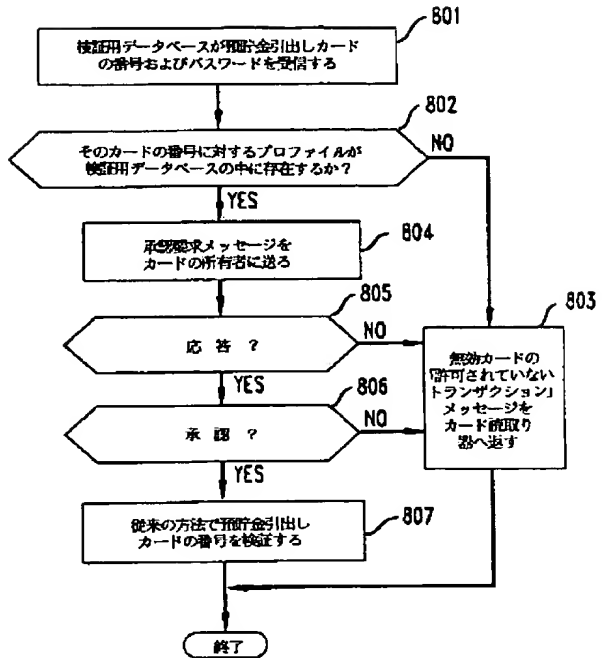 801
検証用データベースが預貯金引出しカード
の番号およびパスワードを受信する
802
そのカードの番号に対するプロファイルが
検証用データベースの中に存在するか?
NO
YES
804
承認要求メッセージを
カードの所有者に送る
805
803
応答?
NO
YES
無効カードの
「許可されていない
トランザクション」
メッセージを
カード読取り
器へ返す
806
承認?
NO
YES
807
従来の方法で預貯金引出し
カードの番号を検証する
終了